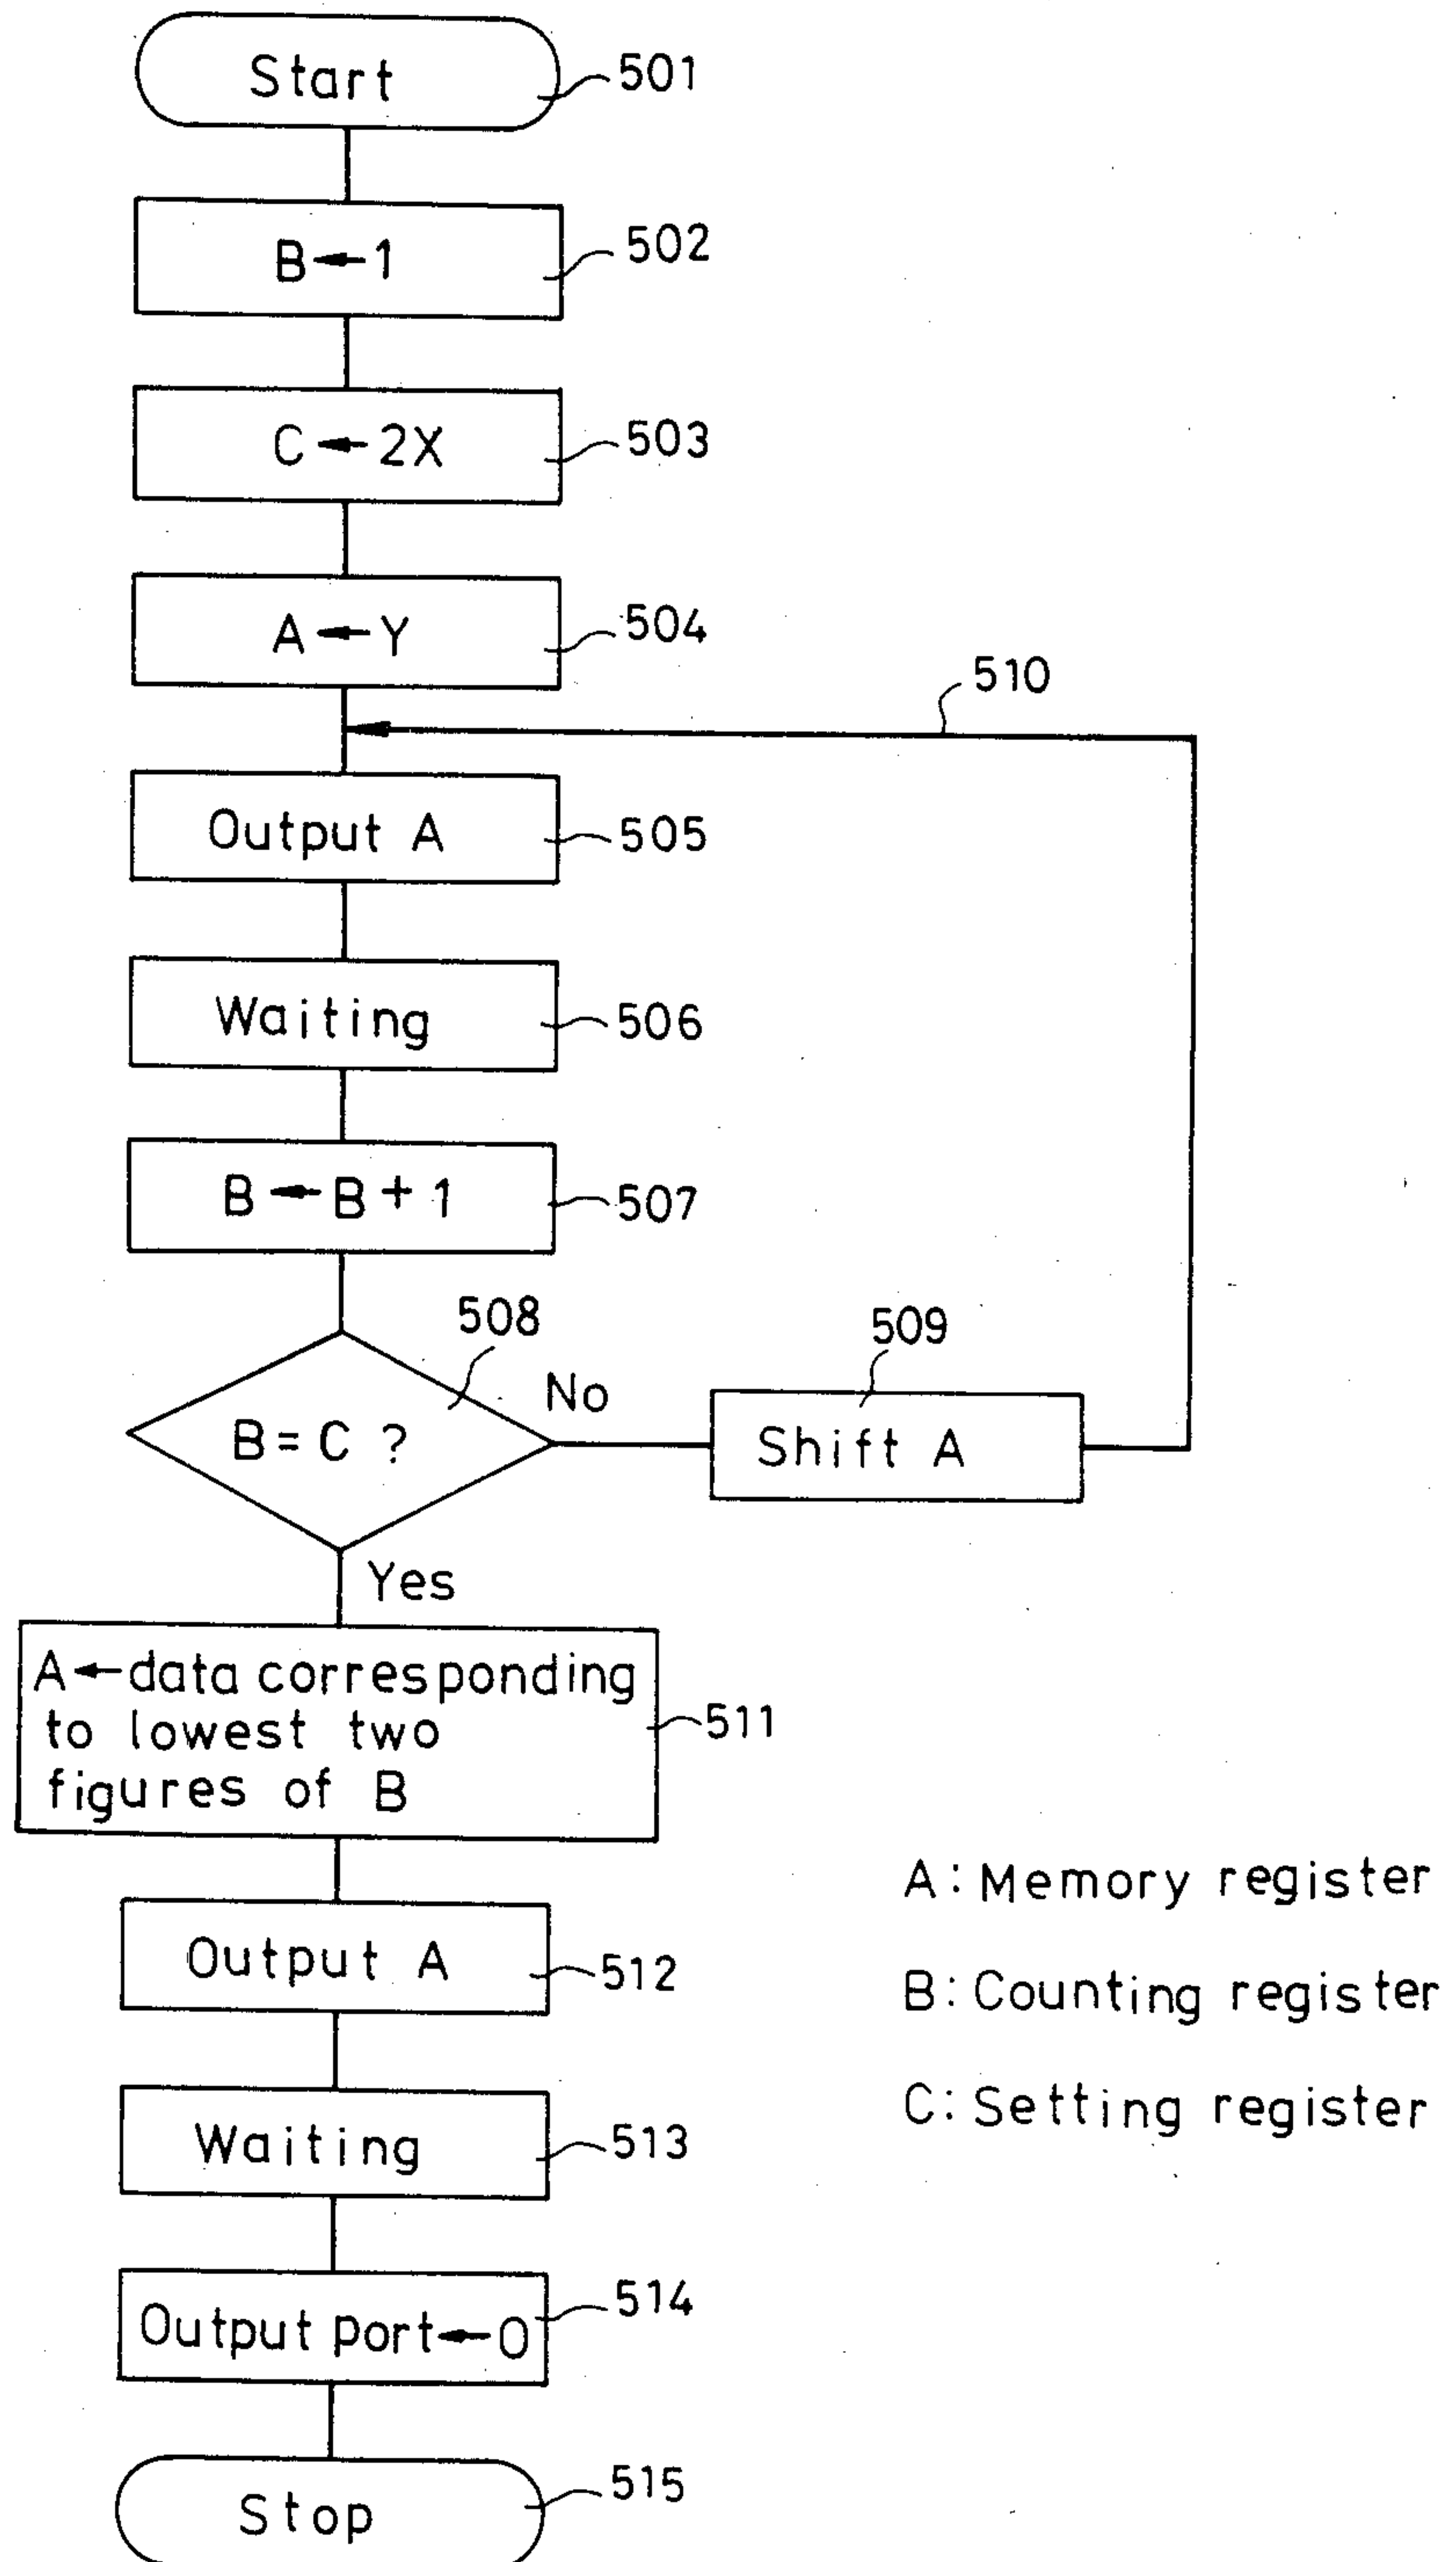 Start
501
B←1
502
C←2X
503
A←Y
504
510
Output A
505
Waiting
506
B←B+1
507
508
B=C ?
No
509
Shift A
Yes
A←data corresponding
to lowest two
figures of B
511
Output A
512
Waiting
513
Output port←0
514
Stop
515
A: Memory register
B: Counting register
C: Setting register